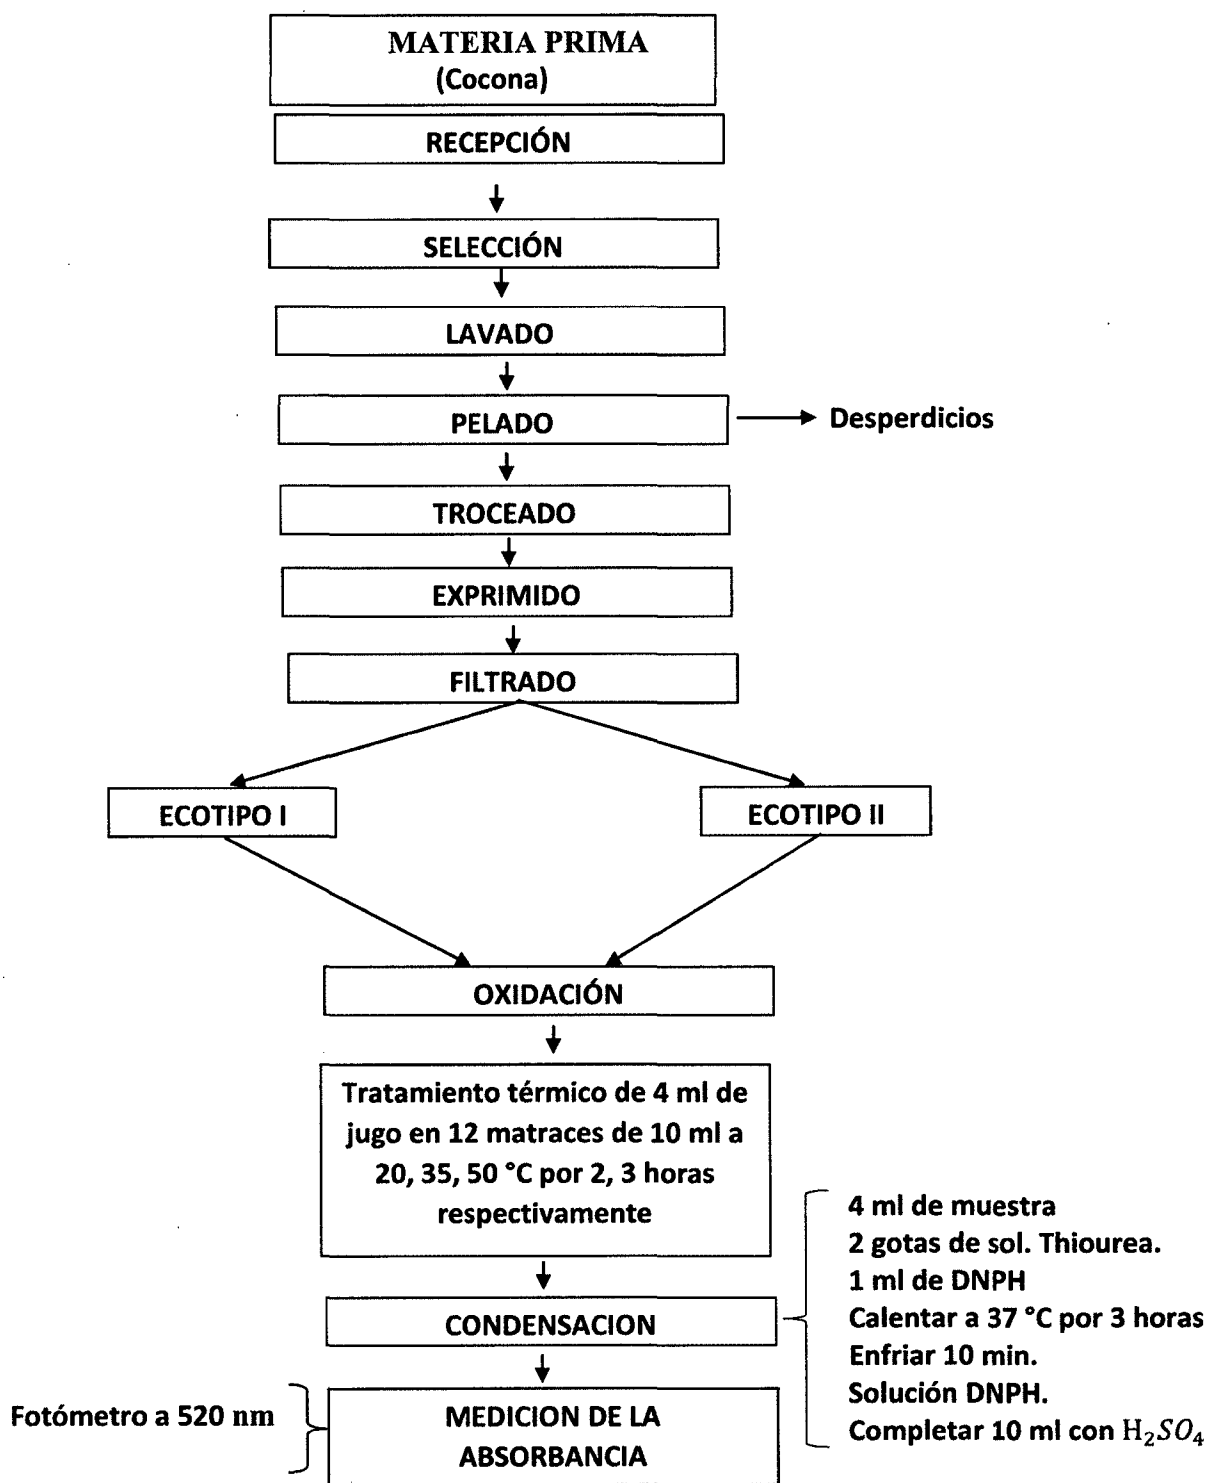 MATERIA PRIMA
(Cocona)
RECEPCIÓN
SELECCIÓN
LAVADO
PELADO
Desperdicios
TROCEADO
EXPRIMIDO
FILTRADO
ECOTIPO I
ECOTIPO II
OXIDACIÓN
Tratamiento térmico de 4 ml de
jugo en 12 matraces de 10 ml a
20, 35, 50 °C por 2, 3 horas
respectivamente
CONDENSACION
4 ml de muestra
2 gotas de sol. Thiourea.
1 ml de DNPH
Calentar a 37 °C por 3 horas
Enfriar 10 min.
Solución DNPH.
Completar 10 ml con H₂SO₄
Fotómetro a 520 nm
MEDICION DE LA
ABSORBANCIA